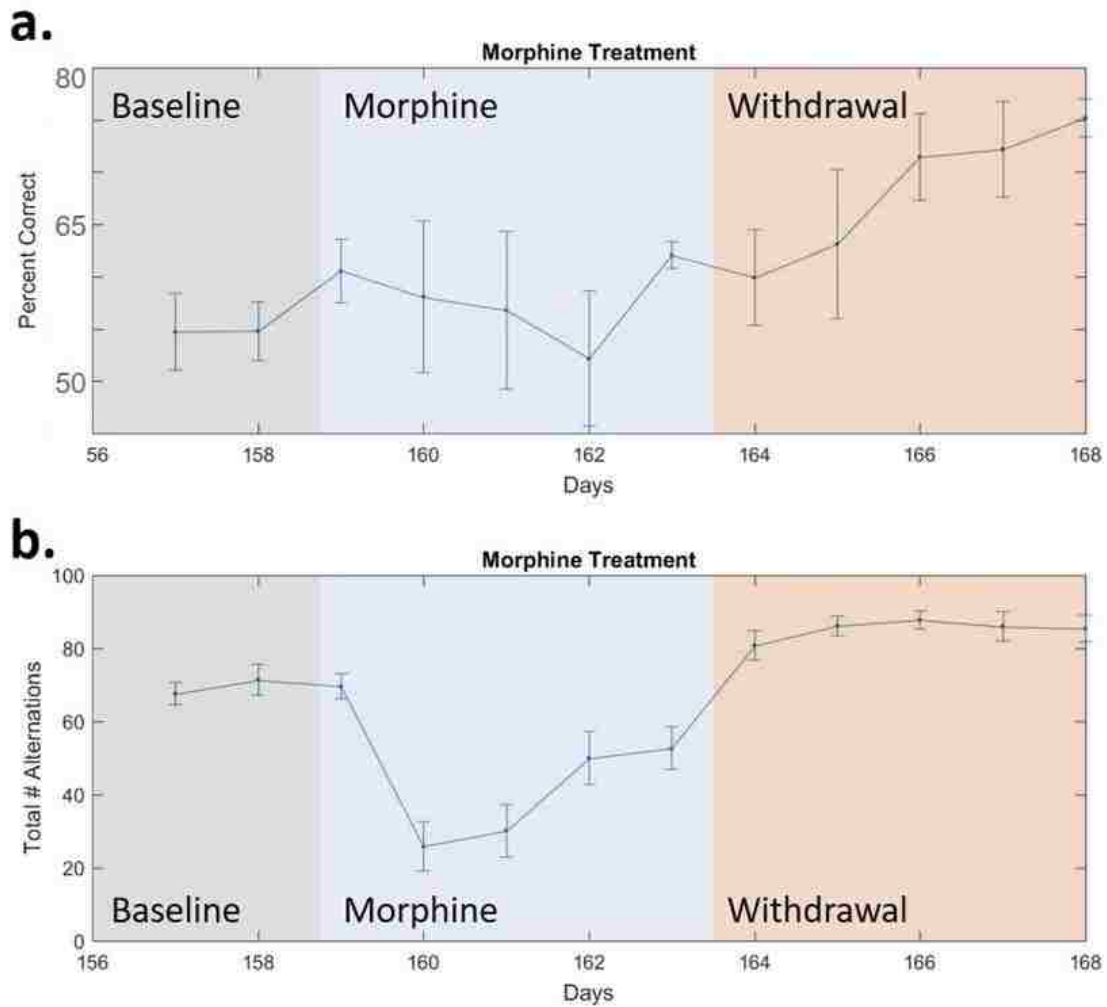 a.
Morphine Treatment
Baseline Morphine Withdrawal
80
65
50
Percent Correct
56 158 160 162 164 166 168
Days
b.
Morphine Treatment
100
80
60
40
20
0
Total # Alternations
Baseline Morphine Withdrawal
156 158 160 162 164 166 168
Days